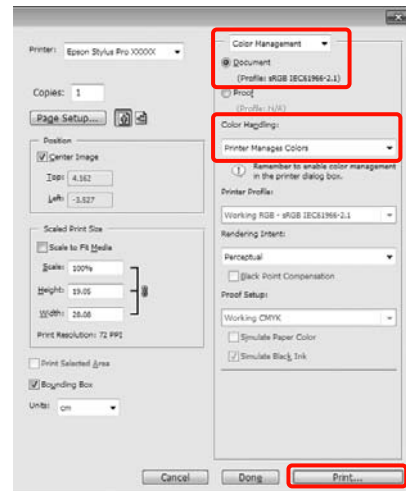 Printer: Epson Stylus Pro XXXXX
Copies: 1
Page Setup...
Position
Center Image
Top: 4.162
Left: -3.527
Scaled Print Size
Scale to Fit Media
Scale: 100%
Height: 19.05
Width: 28.08
Print Resolution: 72 PPI
Print Selected Area
Bounding Box
Units: cm
Color Management
Document
(Profile: sRGB IEC61966-2.1)
Proof
(Profile: N/A)
Color Handling:
Printer Manages Colors
Remember to enable color management
in the printer dialog box.
Printer Profile:
Working RGB - sRGB IEC61966-2.1
Rendering Intent:
Perceptual
Black Point Compensation
Proof Setup:
Working CMYK
Simulate Paper Color
Simulate Black Ink
Cancel
Done
Print...